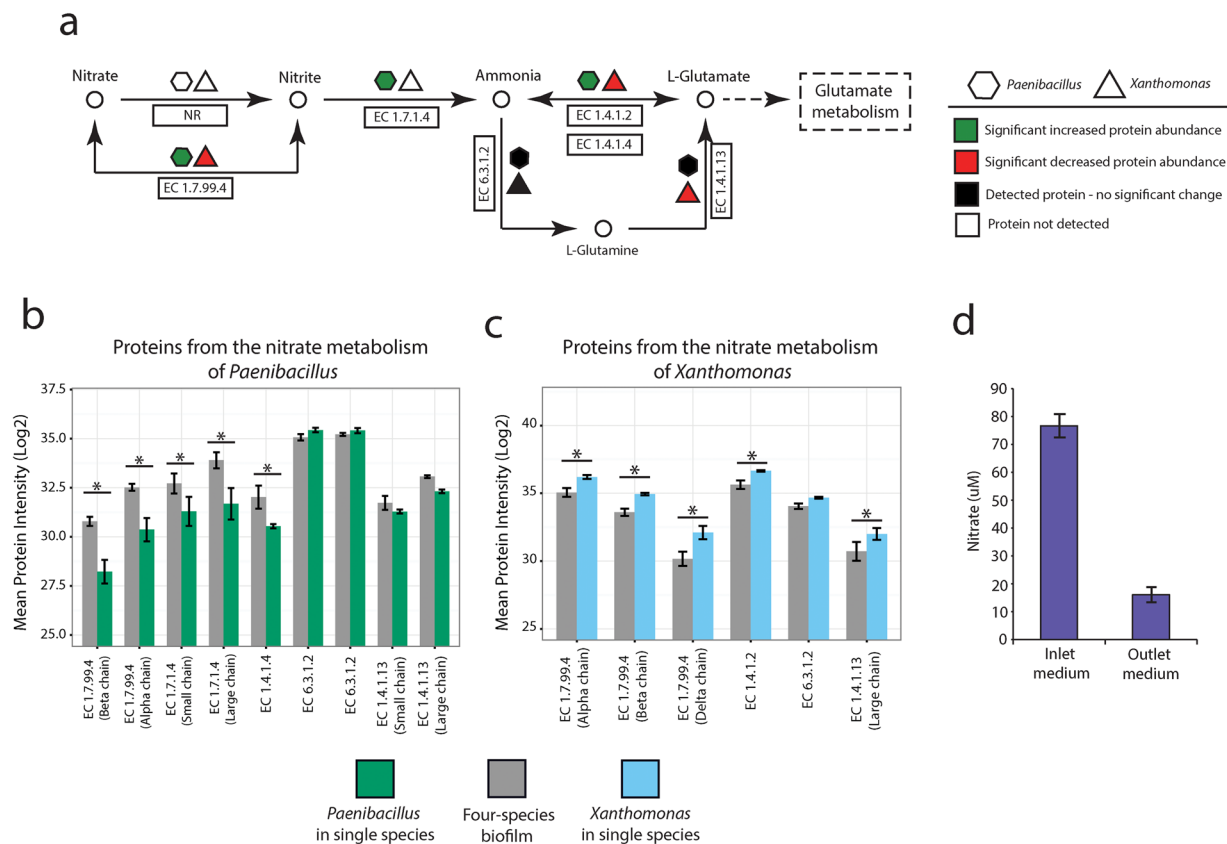 a
Nitrate
Nitrite
Ammonia
L-Glutamate
NR
EC 1.7.1.4
EC 1.4.1.2
EC 1.4.1.4
Glutamate
metabolism
EC 1.7.99.4
EC 6.3.1.2
EC 1.4.1.13
L-Glutamine
Paenibacillus
Xanthomonas
Significant increased protein abundance
Significant decreased protein abundance
Detected protein - no significant change
Protein not detected
b
Proteins from the nitrate metabolism
of Paenibacillus
Mean Protein Intensity (Log2)
37.5
35.0
32.5
30.0
27.5
25.0
*
*
*
*
*
EC 1.7.99.4
(Beta chain)
EC 1.7.99.4
(Alpha chain)
EC 1.7.1.4
(Small chain)
EC 1.7.1.4
(Large chain)
EC 1.4.1.4
EC 6.3.1.2
EC 6.3.1.2
EC 1.4.1.13
(Small chain)
EC 1.4.1.13
(Large chain)
c
Proteins from the nitrate metabolism
of Xanthomonas
Mean Protein Intensity (Log2)
40
35
30
25
*
*
*
*
*
EC 1.7.99.4
(Alpha chain)
EC 1.7.99.4
(Beta chain)
EC 1.7.99.4
(Delta chain)
EC 1.4.1.2
EC 6.3.1.2
EC 1.4.1.13
(Large chain)
d
Nitrate (uM)
90
80
70
60
50
40
30
20
10
0
Inlet
medium
Outlet
medium
Paenibacillus
in single species
Four-species
biofilm
Xanthomonas
in single species